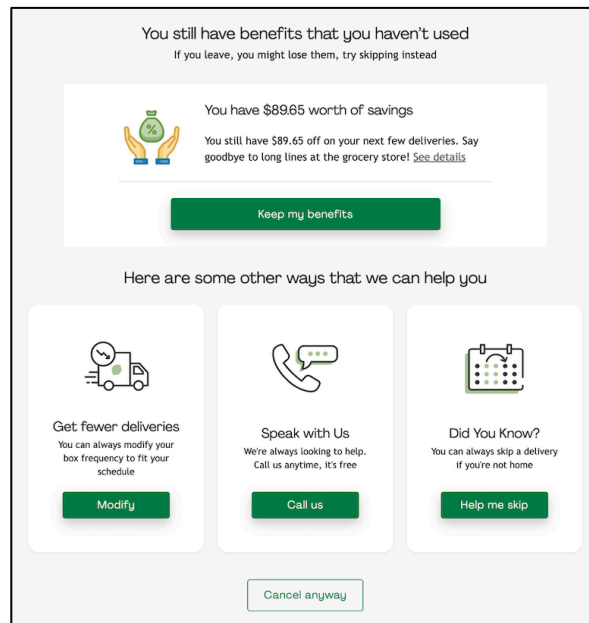 You still have benefits that you haven't used
If you leave, you might lose them, try skipping instead
%
You have $89.65 worth of savings
You still have $89.65 off on your next few deliveries. Say
goodbye to long lines at the grocery store! See details
Keep my benefits
Here are some other ways that we can help you
Get fewer deliveries
You can always modify your
box frequency to fit your
schedule
Modify
Speak with Us
We're always looking to help.
Call us anytime, it's free
Call us
Did You Know?
You can always skip a delivery
if you're not home
Help me skip
Cancel anyway